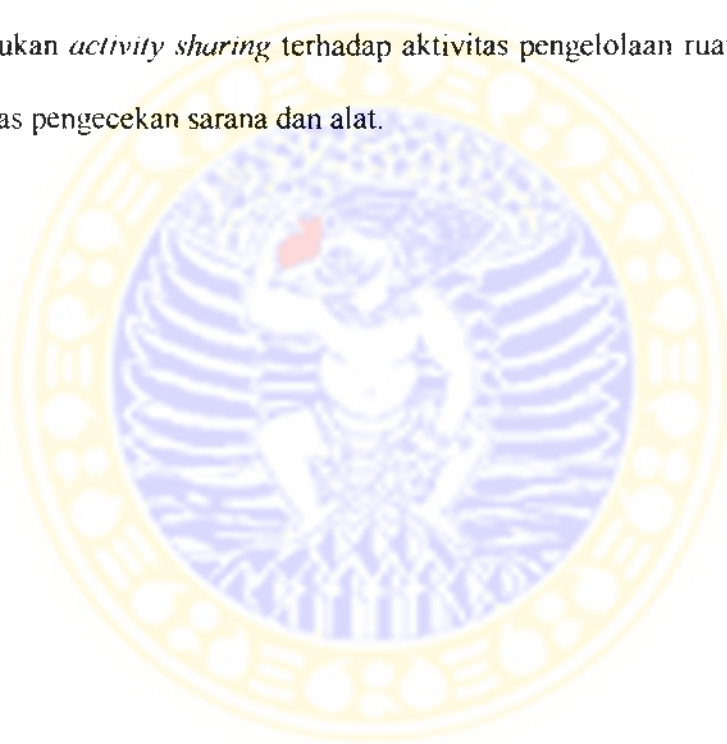 ukan activity sharing terhadap aktivitas pengelolaan rua
as pengecekan sarana dan alat.